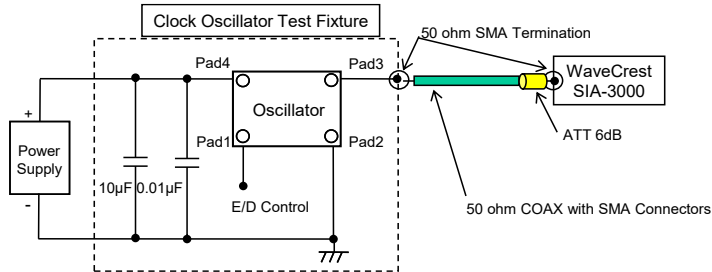 Clock Oscillator Test Fixture
50 ohm SMA Termination
Pad4
Pad3
WaveCrest
SIA-3000
Oscillator
+
Power
Supply
-
Pad1
Pad2
ATT 6dB
10µF
0.01µF
E/D Control
50 ohm COAX with SMA Connectors